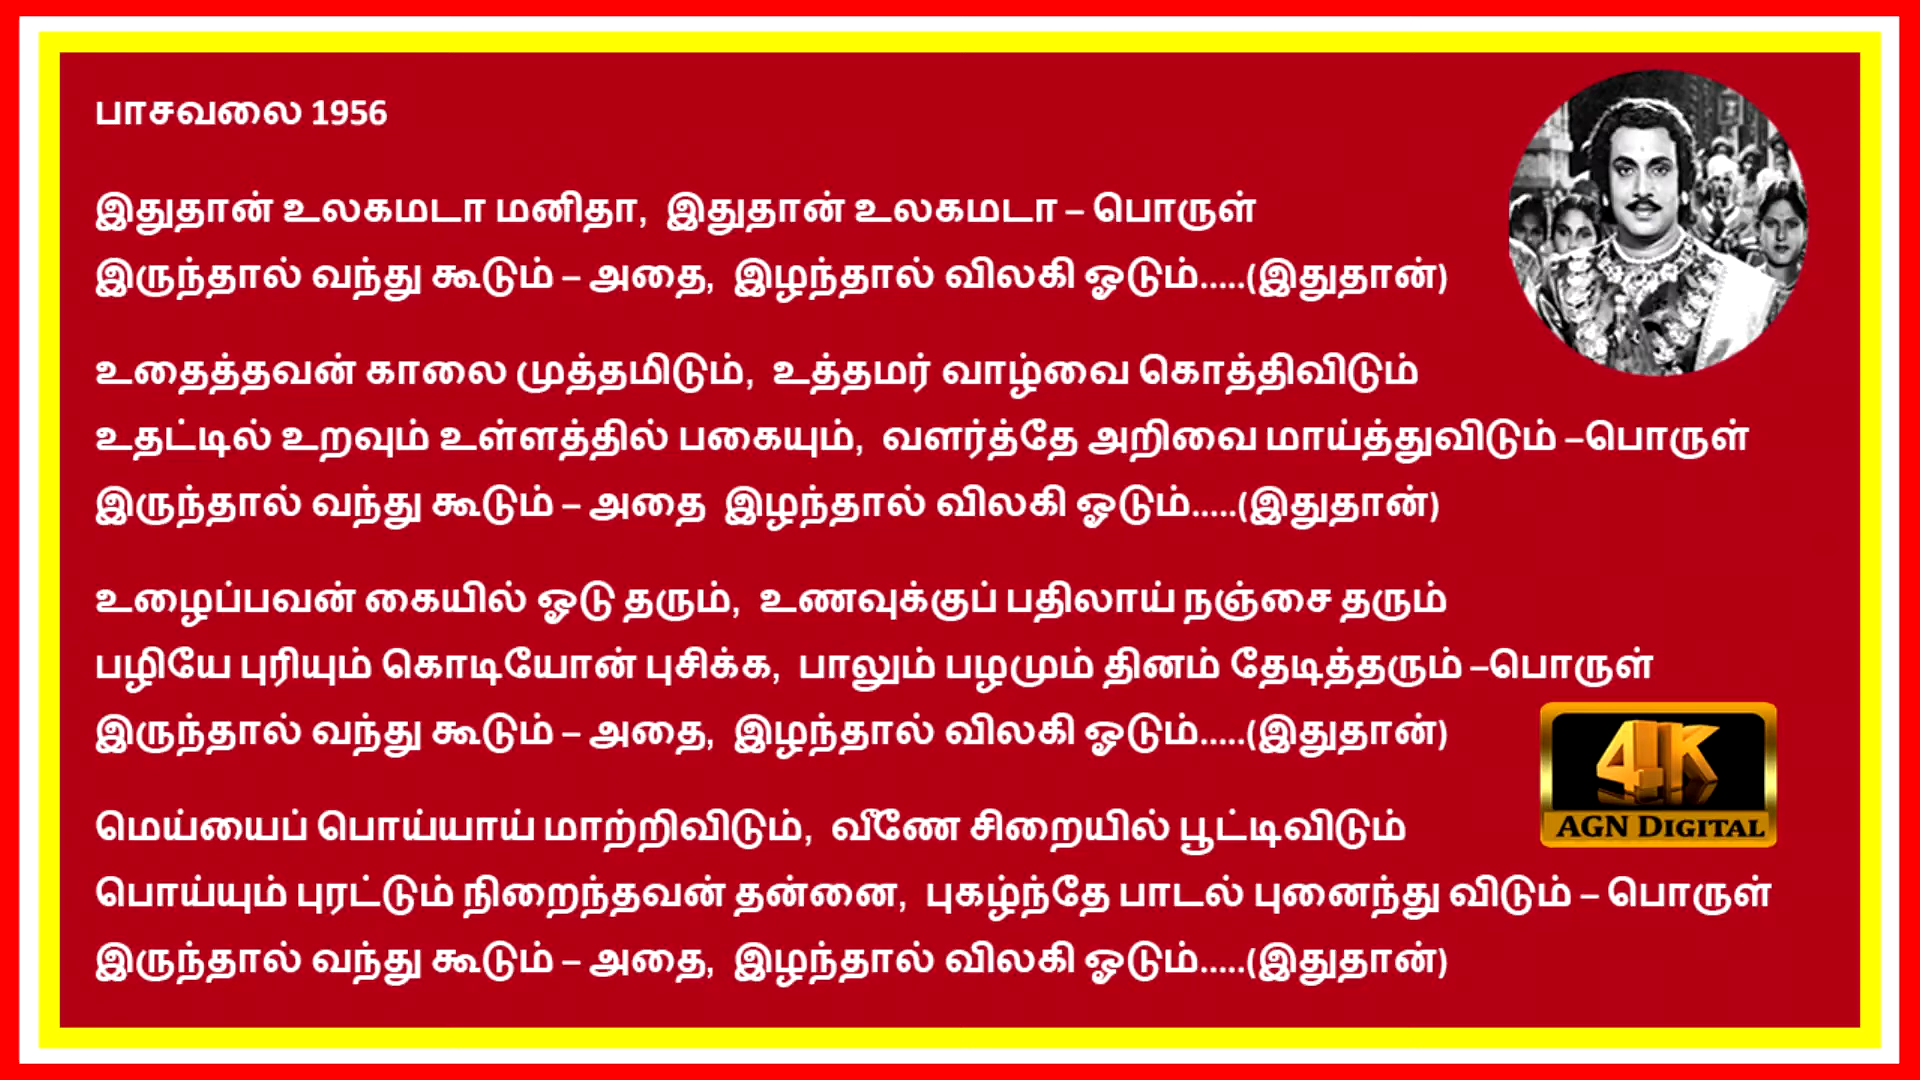 பாசவலை 1956
இதுதான் உலகமடா மனிதா, இதுதான் உலகமடா – பொருள்
இருந்தால் வந்து கூடும் – அதை, இழந்தால் விலகி ஓடும்.....(இதுதான்)
உதைத்தவன் காலை முத்தமிடும், உத்தமர் வாழ்வை கொத்திவிடும்
உதட்டில் உறவும் உள்ளத்தில் பகையும், வளர்த்தே அறிவை மாய்த்துவிடும் –பொருள்
இருந்தால் வந்து கூடும் – அதை இழந்தால் விலகி ஓடும்.....(இதுதான்)
உழைப்பவன் கையில் ஓடு தரும், உணவுக்குப் பதிலாய் நஞ்சை தரும்
பழியே புரியும் கொடியோன் புசிக்க, பாலும் பழமும் தினம் தேடித்தரும் –பொருள்
இருந்தால் வந்து கூடும் – அதை, இழந்தால் விலகி ஓடும்.....(இதுதான்)
மெய்யைப் பொய்யாய் மாற்றிவிடும், வீணே சிறையில் பூட்டிவிடும்
பொய்யும் புரட்டும் நிறைந்தவன் தன்னை, புகழ்ந்தே பாடல் புனைந்து விடும் – பொருள்
இருந்தால் வந்து கூடும் – அதை, இழந்தால் விலகி ஓடும்.....(இதுதான்)
4K
AGN DIGITAL